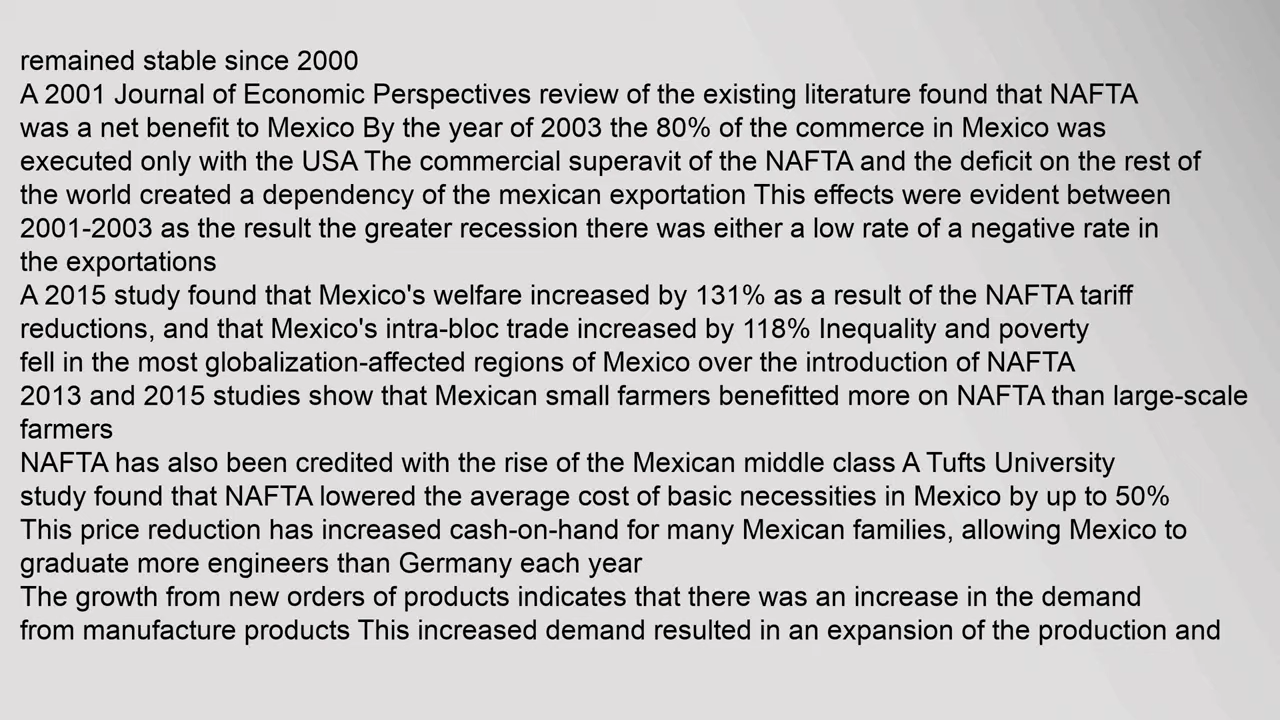 remained stable since 2000
A 2001 Journal of Economic Perspectives review of the existing literature found that NAFTA
was a net benefit to Mexico By the year of 2003 the 80% of the commerce in Mexico was
executed only with the USA The commercial superavit of the NAFTA and the deficit on the rest of
the world created a dependency of the mexican exportation This effects were evident between
2001-2003 as the result the greater recession there was either a low rate of a negative rate in
the exportations
A 2015 study found that Mexico's welfare increased by 131% as a result of the NAFTA tariff
reductions, and that Mexico's intra-bloc trade increased by 118% Inequality and poverty
fell in the most globalization-affected regions of Mexico over the introduction of NAFTA
2013 and 2015 studies show that Mexican small farmers benefitted more on NAFTA than large-scale
farmers
NAFTA has also been credited with the rise of the Mexican middle class A Tufts University
study found that NAFTA lowered the average cost of basic necessities in Mexico by up to 50%
This price reduction has increased cash-on-hand for many Mexican families, allowing Mexico to
graduate more engineers than Germany each year
The growth from new orders of products indicates that there was an increase in the demand
from manufacture products This increased demand resulted in an expansion of the production and